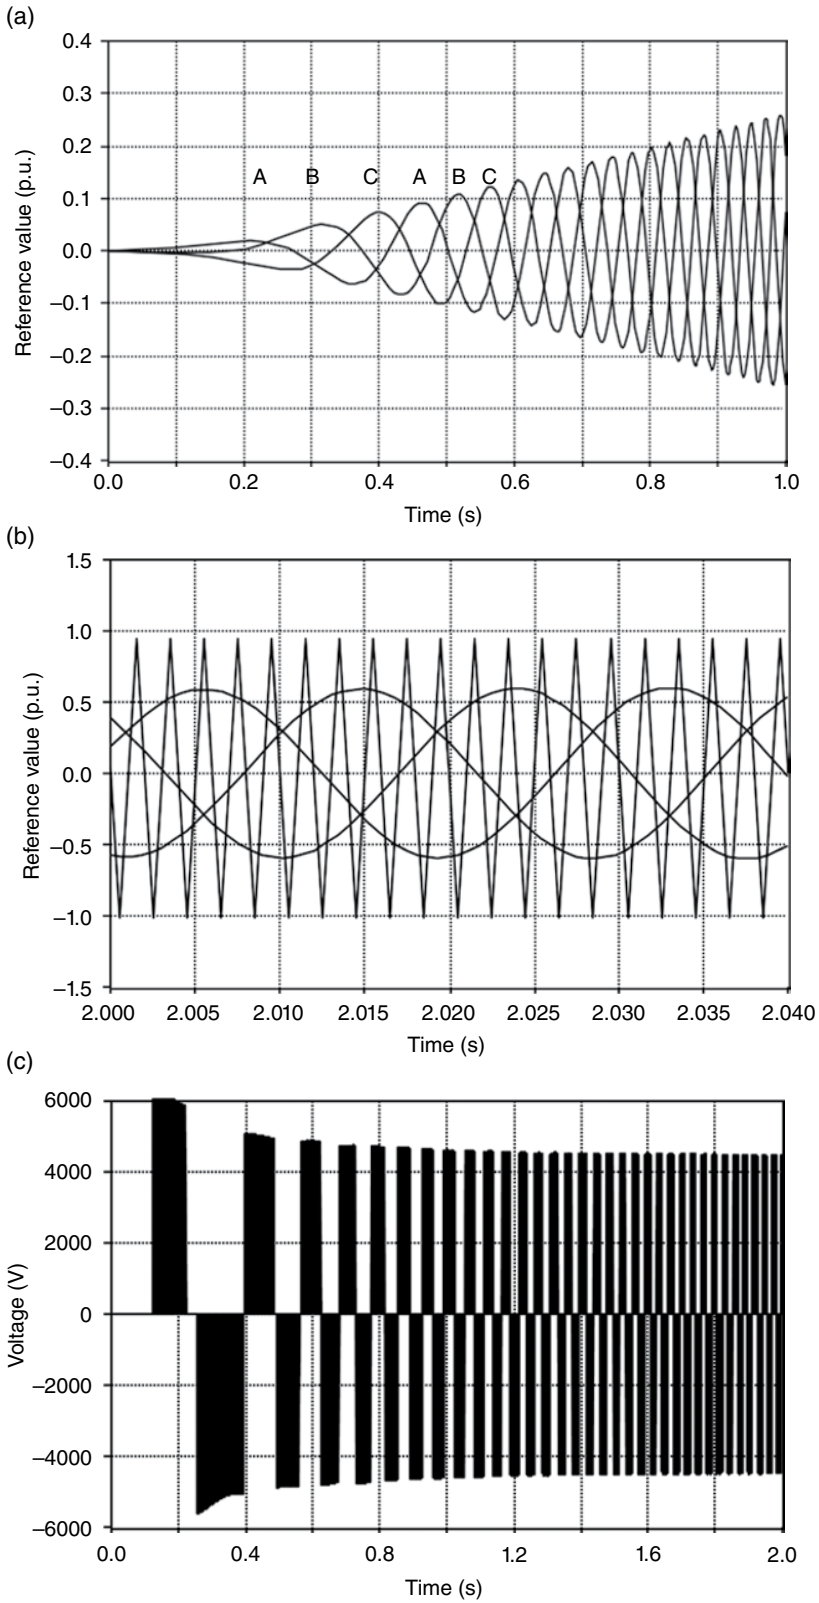 (a)
0.4
0.3
0.2
0.1
0.0
–0.1
–0.2
–0.3
–0.4
Reference value (p.u.)
A B C A B C
0.0 0.2 0.4 0.6 0.8 1.0
Time (s)
(b)
1.5
1.0
0.5
0.0
–0.5
–1.0
–1.5
Reference value (p.u.)
2.000 2.005 2.010 2.015 2.020 2.025 2.030 2.035 2.040
Time (s)
(c)
6000
4000
2000
0
–2000
–4000
–6000
Voltage (V)
0.0 0.4 0.8 1.2 1.6 2.0
Time (s)